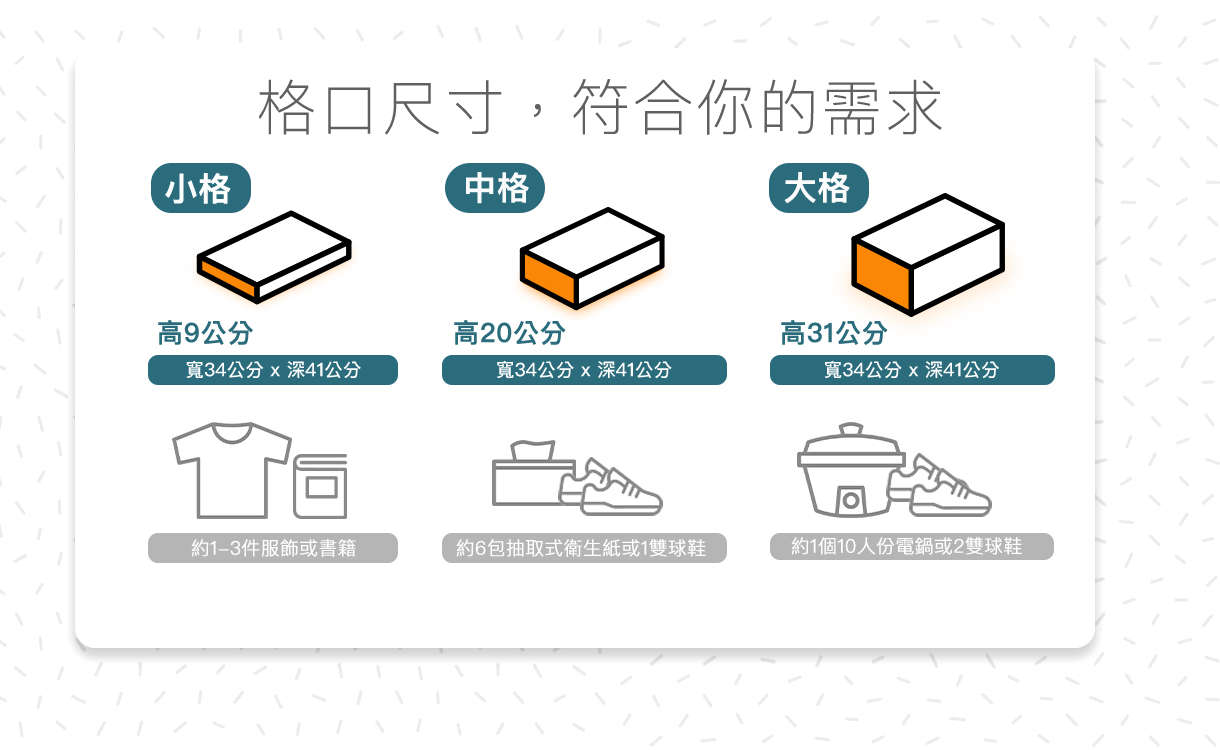 格口尺寸，符合你的需求
小格
中格
大格
高9公分
高20公分
高31公分
寬34公分 x 深41公分
寬34公分 x 深41公分
寬34公分 x 深41公分
約1-3件服飾或書籍
約6包抽取式衛生紙或1雙球鞋
約1個10人份電鍋或2雙球鞋